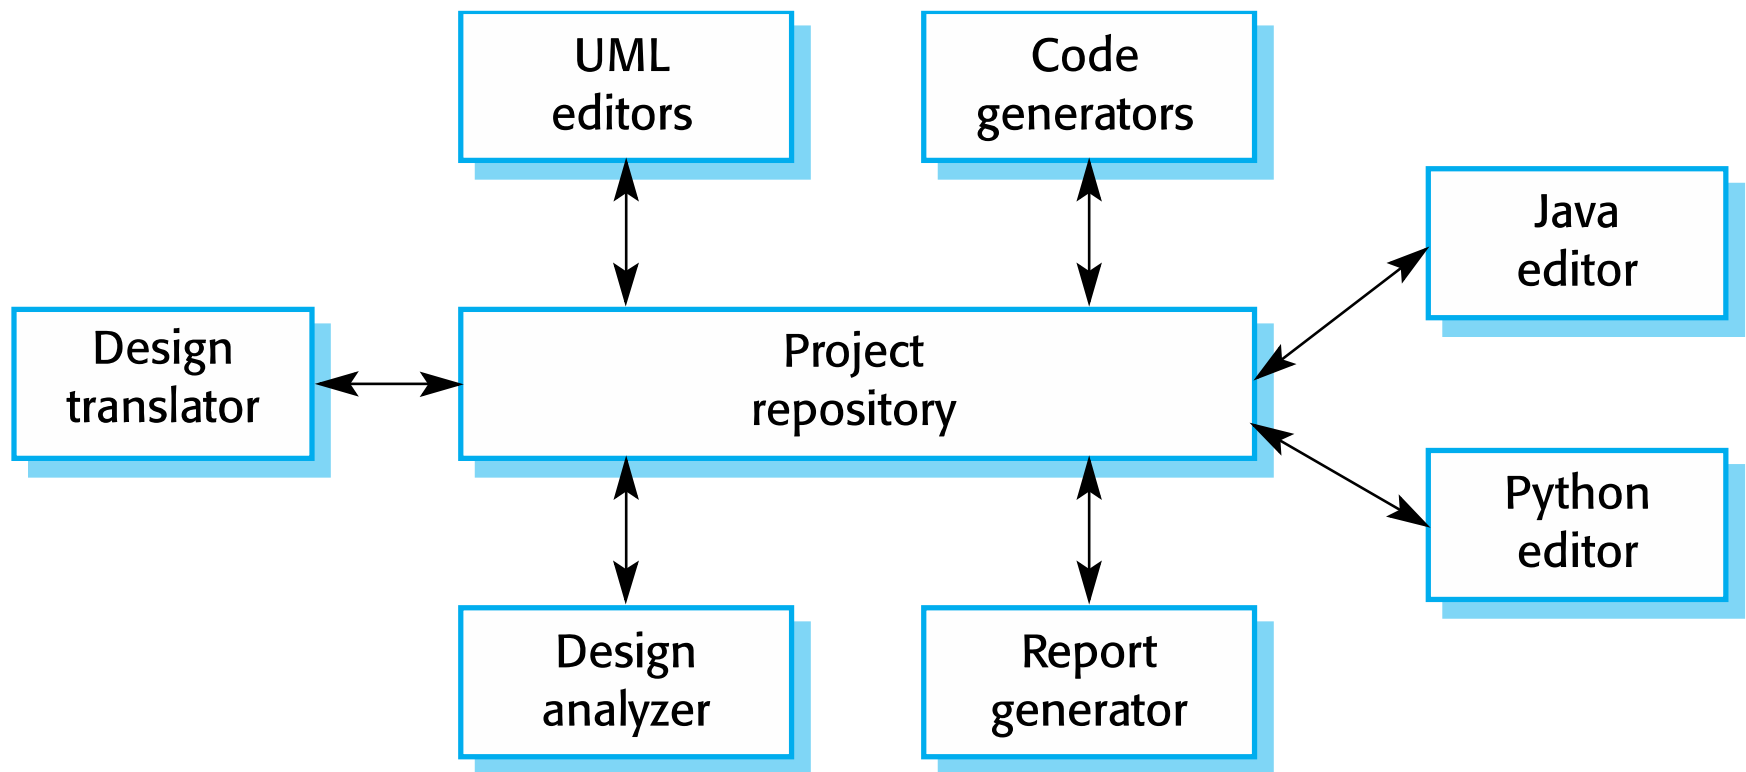 UML
editors
Code
generators
Java
editor
Design
translator
Project
repository
Python
editor
Design
analyzer
Report
generator